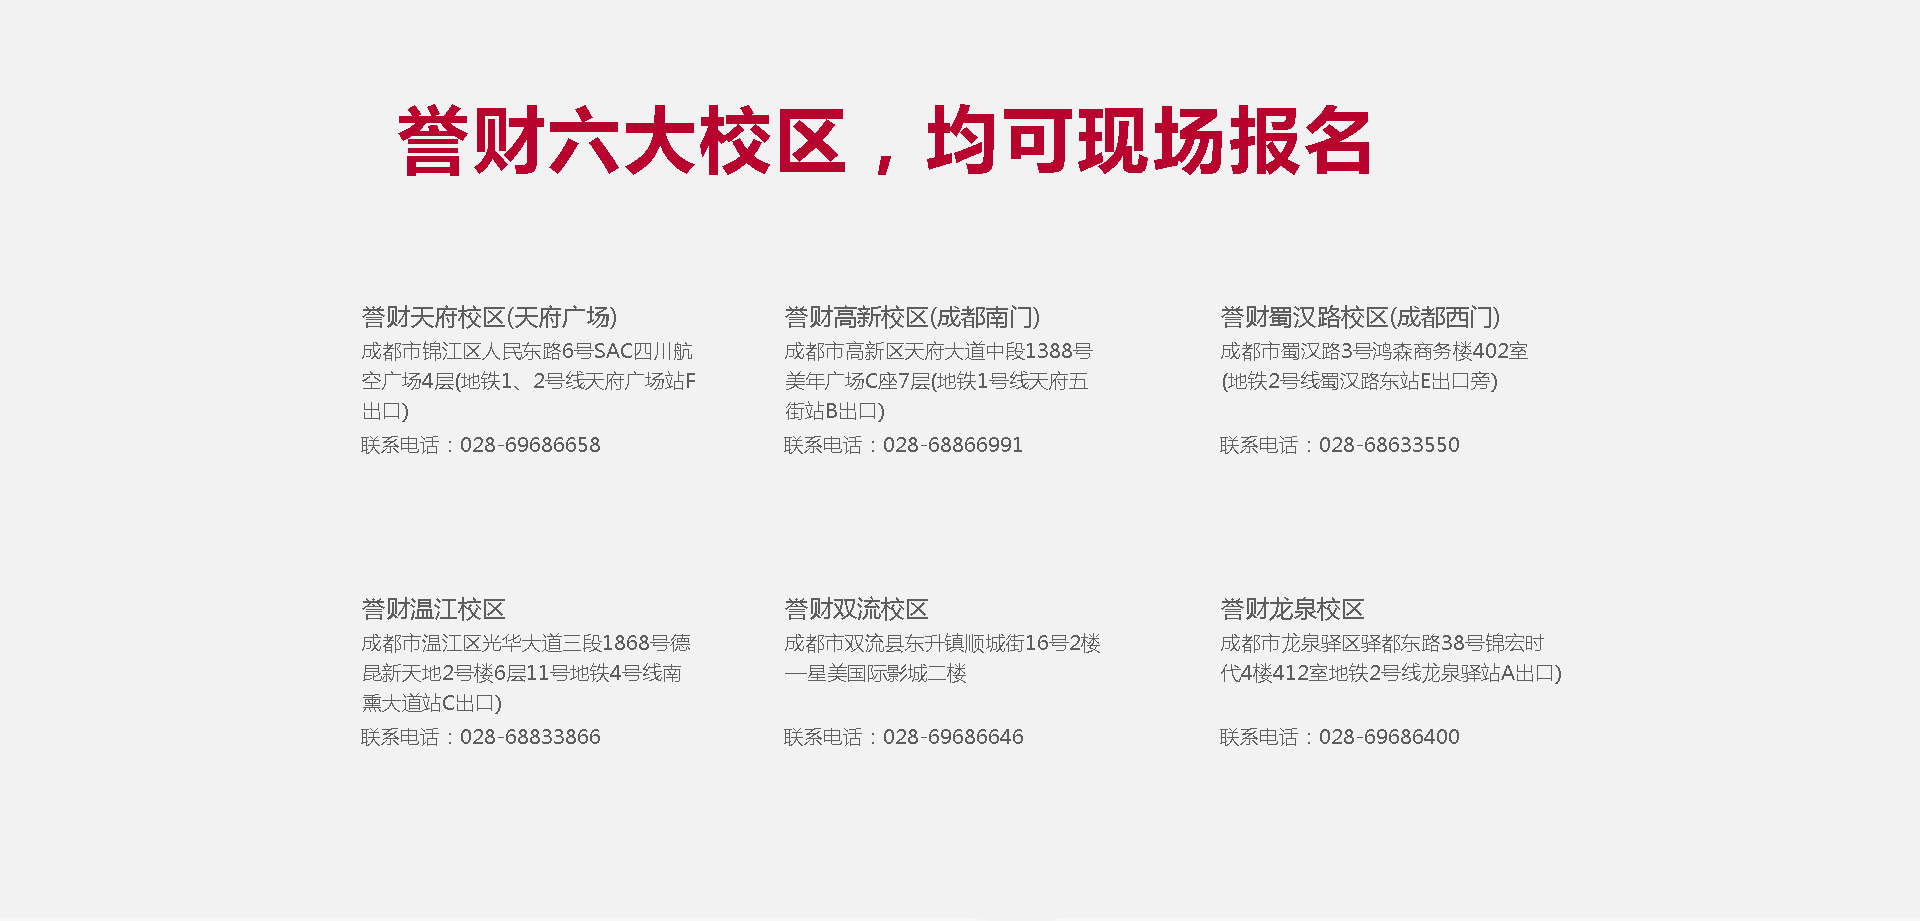 誉财六大校区，均可现场报名
誉财天府校区(天府广场)
成都市锦江区人民东路6号SAC四川航
空广场4层(地铁1、2号线天府广场站F
出口)
联系电话：028-69686658
誉财高新校区(成都南门)
成都市高新区天府大道中段1388号
美年广场C座7层(地铁1号线天府五
街站B出口)
联系电话：028-68866991
誉财蜀汉路校区(成都西门)
成都市蜀汉路3号鸿森商务楼402室
(地铁2号线蜀汉路东站E出口旁)
联系电话：028-68633550
誉财温江校区
成都市温江区光华大道三段1868号德
昆新天地2号楼6层11号地铁4号线南
熏大道站C出口)
联系电话：028-68833866
誉财双流校区
成都市双流县东升镇顺城街16号2楼
—星美国际影城二楼
联系电话：028-69686646
誉财龙泉校区
成都市龙泉驿区驿都东路38号锦宏时
代4楼412室地铁2号线龙泉驿站A出口)
联系电话：028-69686400